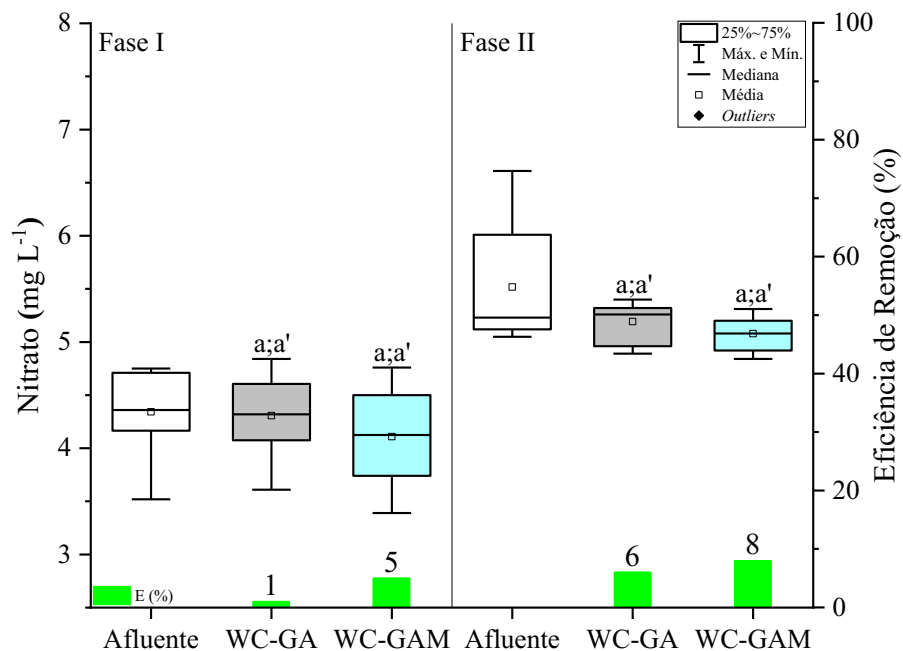 Fase I
Fase II
25%~75%
Máx. e Mín.
Mediana
Média
Outliers
8
7
6
5
4
3
Nitrato (mg L⁻¹)
100
80
60
40
20
0
Eficiência de Remoção (%)
a;a'
a;a'
a;a'
a;a'
1
5
6
8
E (%)
Afluente WC-GA WC-GAM Afluente WC-GA WC-GAM